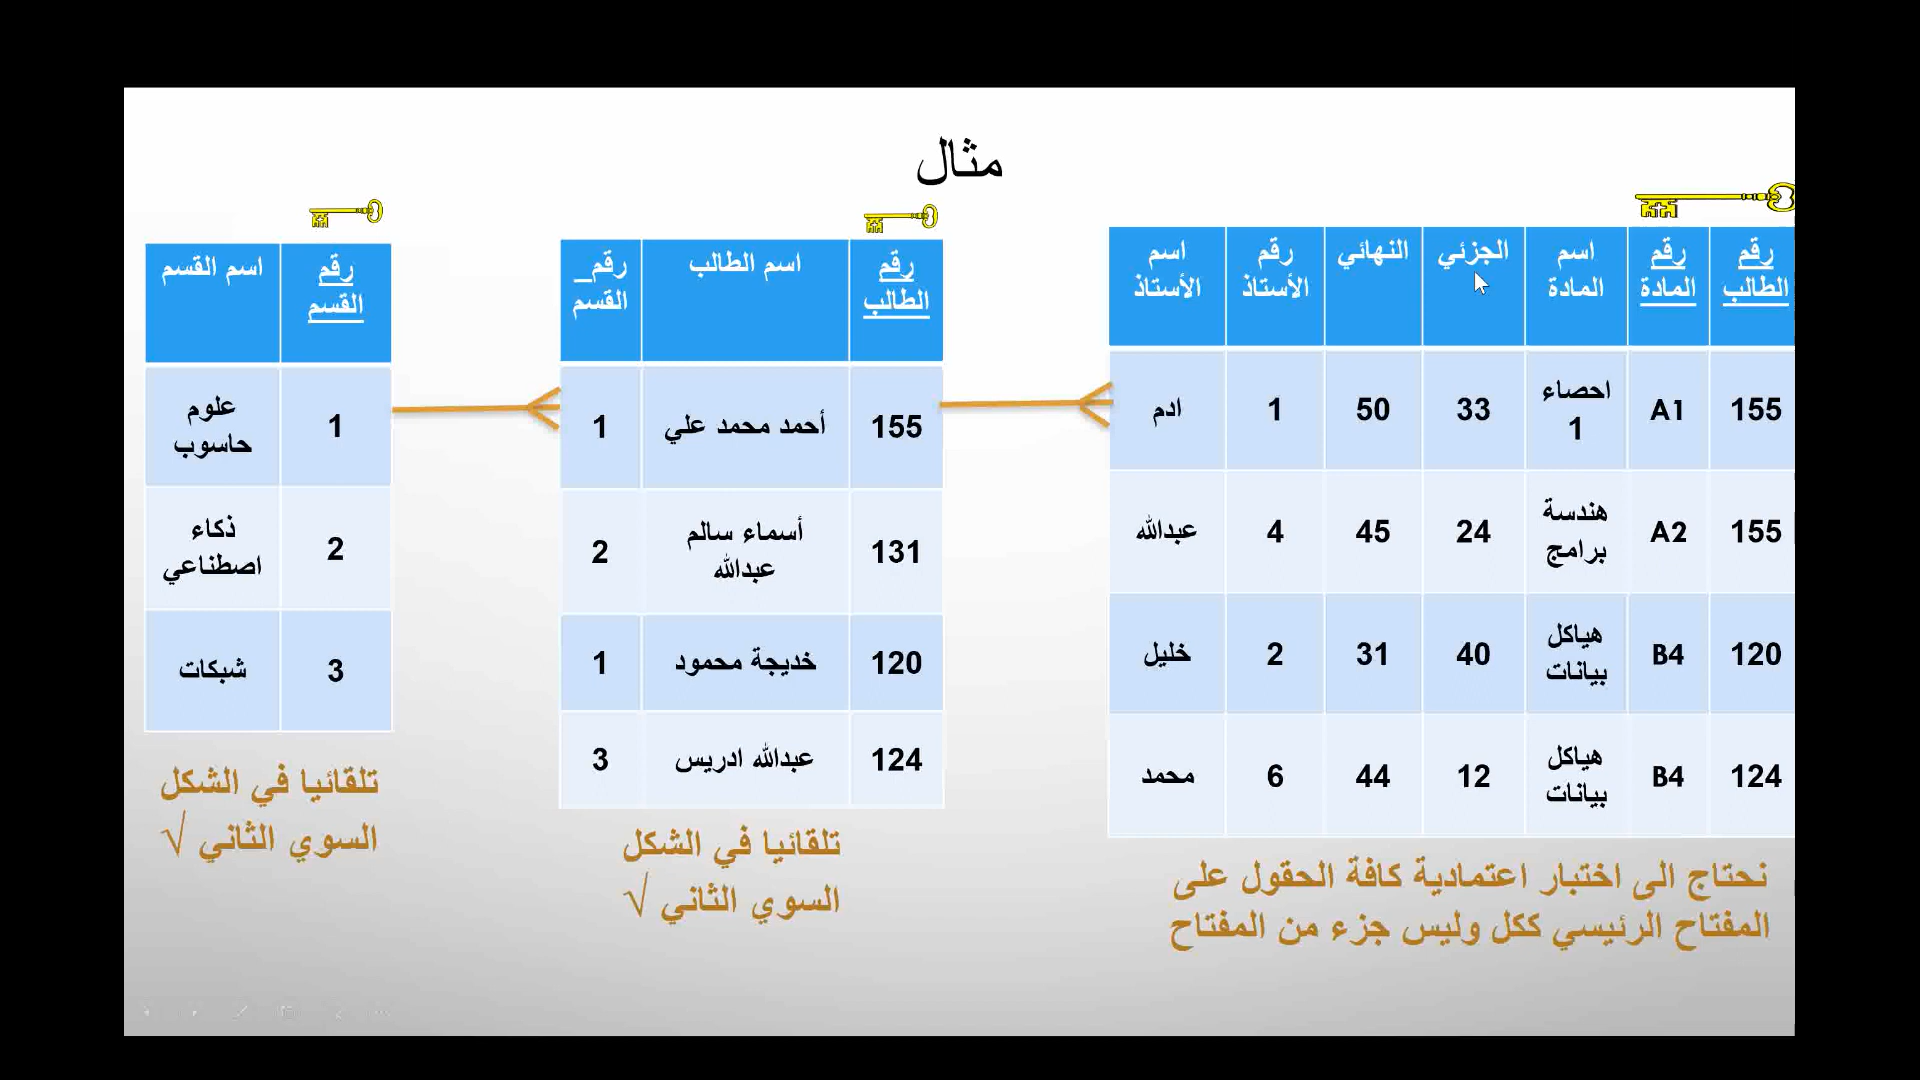 مثال
رقم الطالب | رقم المادة | اسم المادة | الجزئي | النهائي | رقم الأستاذ | اسم الأستاذ
155 | A1 | احصاء 1 | 33 | 50 | 1 | ادم
155 | A2 | هندسة برامج | 24 | 45 | 4 | عبدالله
120 | B4 | هياكل بيانات | 40 | 31 | 2 | خليل
124 | B4 | هياكل بيانات | 12 | 44 | 6 | محمد
نحتاج الى اختبار اعتمادية كافة الحقول على
المفتاح الرئيسي ككل وليس جزء من المفتاح
رقم الطالب | اسم الطالب | رقم_القسم
155 | أحمد محمد علي | 1
131 | أسماء سالم عبدالله | 2
120 | خديجة محمود | 1
124 | عبدالله ادريس | 3
تلقائيا في الشكل
السوي الثاني √
رقم القسم | اسم القسم
1 | علوم حاسوب
2 | ذكاء اصطناعي
3 | شبكات
تلقائيا في الشكل
السوي الثاني √